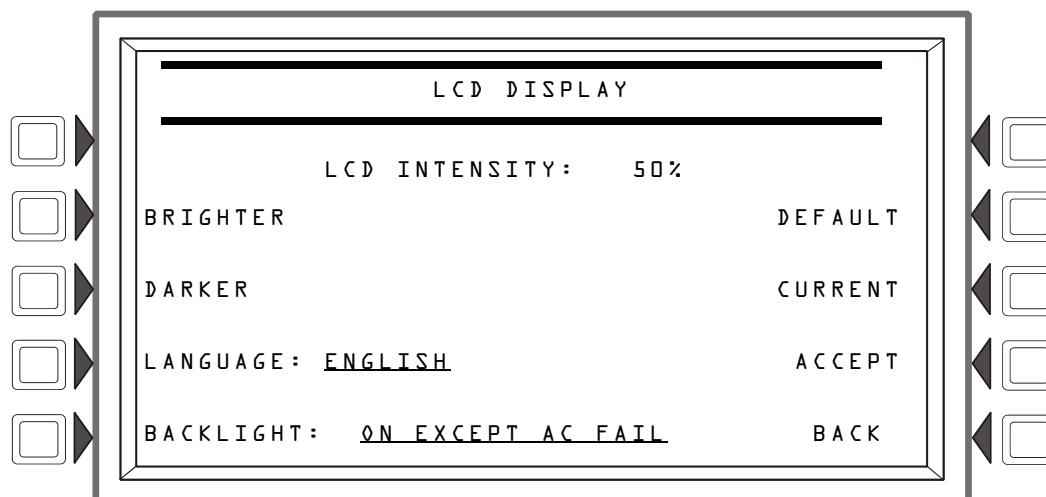 LCD DISPLAY
LCD INTENSITY: 50%
BRIGHTER DEFAULT
DARKER CURRENT
LANGUAGE: ENGLISH ACCEPT
BACKLIGHT: ON EXCEPT AC FAIL BACK